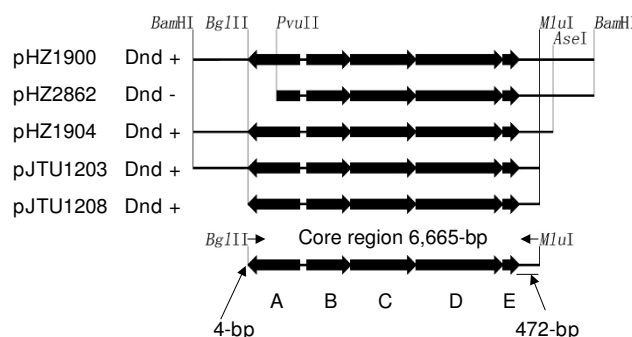 BamHI BglII PvuII MluI BamHI
AseI
pHZ1900 Dnd +
pHZ2862 Dnd -
pHZ1904 Dnd +
pJTU1203 Dnd +
pJTU1208 Dnd +
BglII Core region 6,665-bp MluI
A B C D E
4-bp 472-bp